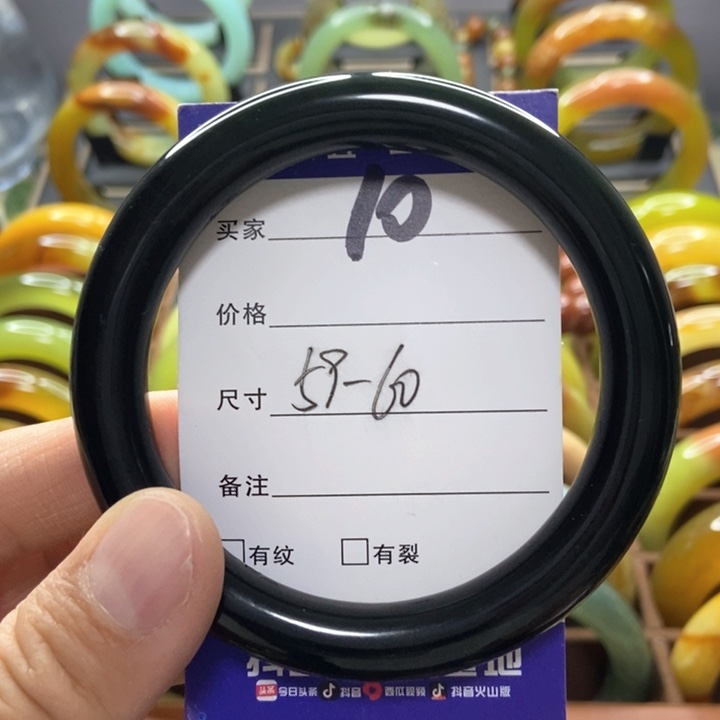 买家 10
价格
尺寸 59-60
备注
□有纹 □有裂
今日头条 抖音 西瓜视频 抖音火山版